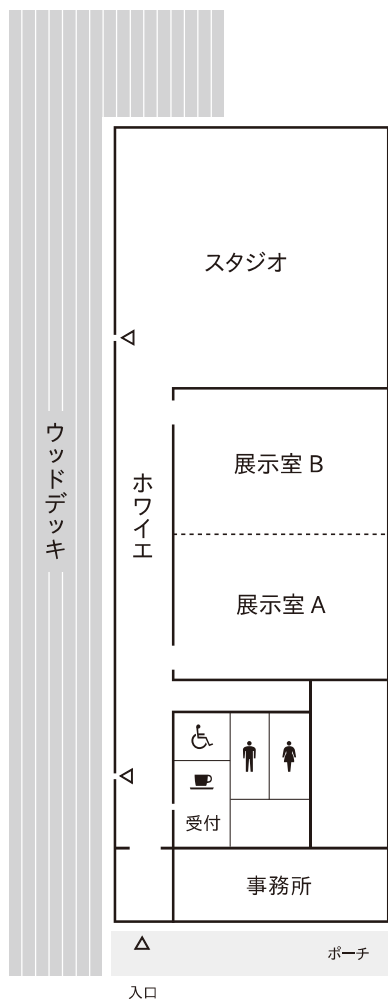 スタジオ
ウッドデッキ
展示室 B
ホワイエ
展示室 A
受付
事務所
ポーチ
入口